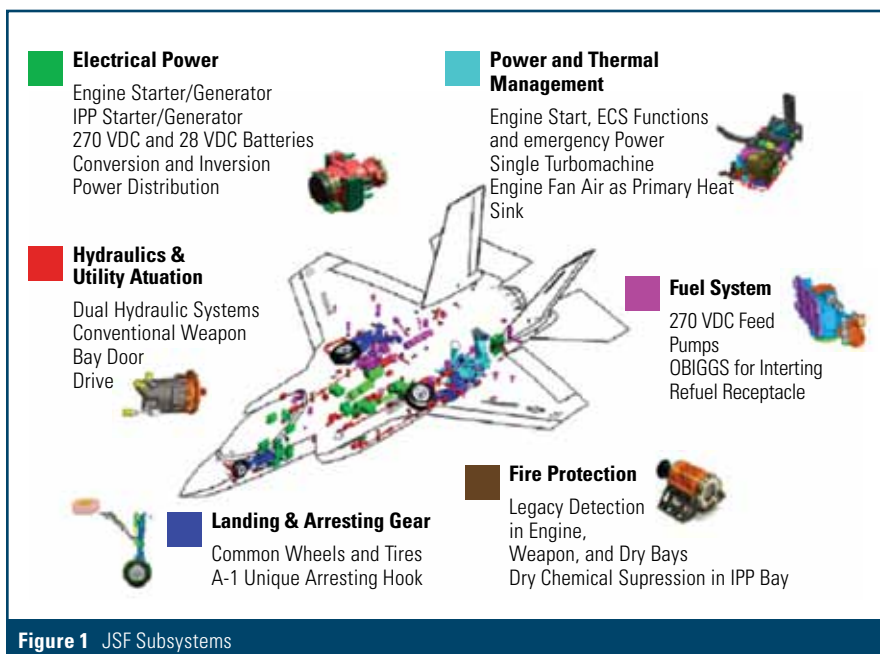 Electrical Power
Engine Starter/Generator
IPP Starter/Generator
270 VDC and 28 VDC Batteries
Conversion and Inversion
Power Distribution
Power and Thermal
Management
Engine Start, ECS Functions
and emergency Power
Single Turbomachine
Engine Fan Air as Primary Heat
Sink
Hydraulics &
Utility Atuation
Dual Hydraulic Systems
Conventional Weapon
Bay Door
Drive
Fuel System
270 VDC Feed
Pumps
OBIGGS for Interting
Refuel Receptacle
Landing & Arresting Gear
Common Wheels and Tires
A-1 Unique Arresting Hook
Fire Protection
Legacy Detection
in Engine,
Weapon, and Dry Bays
Dry Chemical Supression in IPP Bay
Figure 1 JSF Subsystems